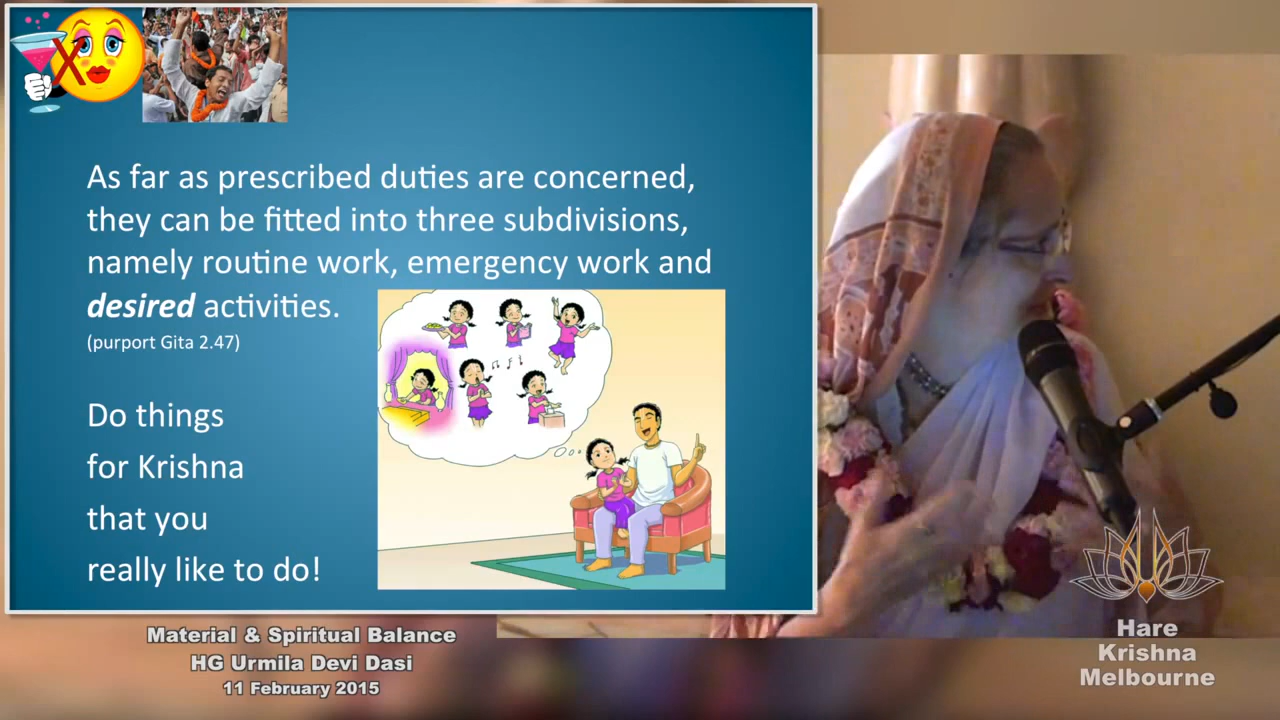 As far as prescribed duties are concerned,
they can be fitted into three subdivisions,
namely routine work, emergency work and
desired activities.
(purport Gita 2.47)
Do things
for Krishna
that you
really like to do!
Material & Spiritual Balance
HG Urmila Devi Dasi
11 February 2015
Hare
Krishna
Melbourne